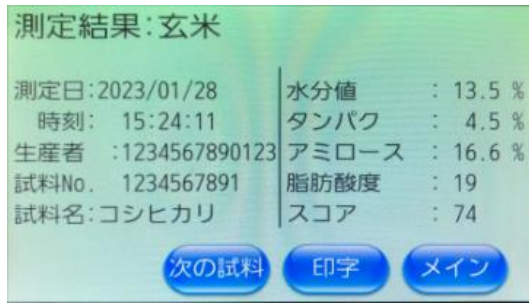 測定結果:玄米
測定日:2023/01/28
時刻: 15:24:11
生産者 :1234567890123
試料No. 1234567891
試料名:コシヒカリ
水分値 : 13.5 %
タンパク : 4.5 %
アミロース : 16.6 %
脂肪酸度 : 19
スコア : 74
次の試料
印字
メイン